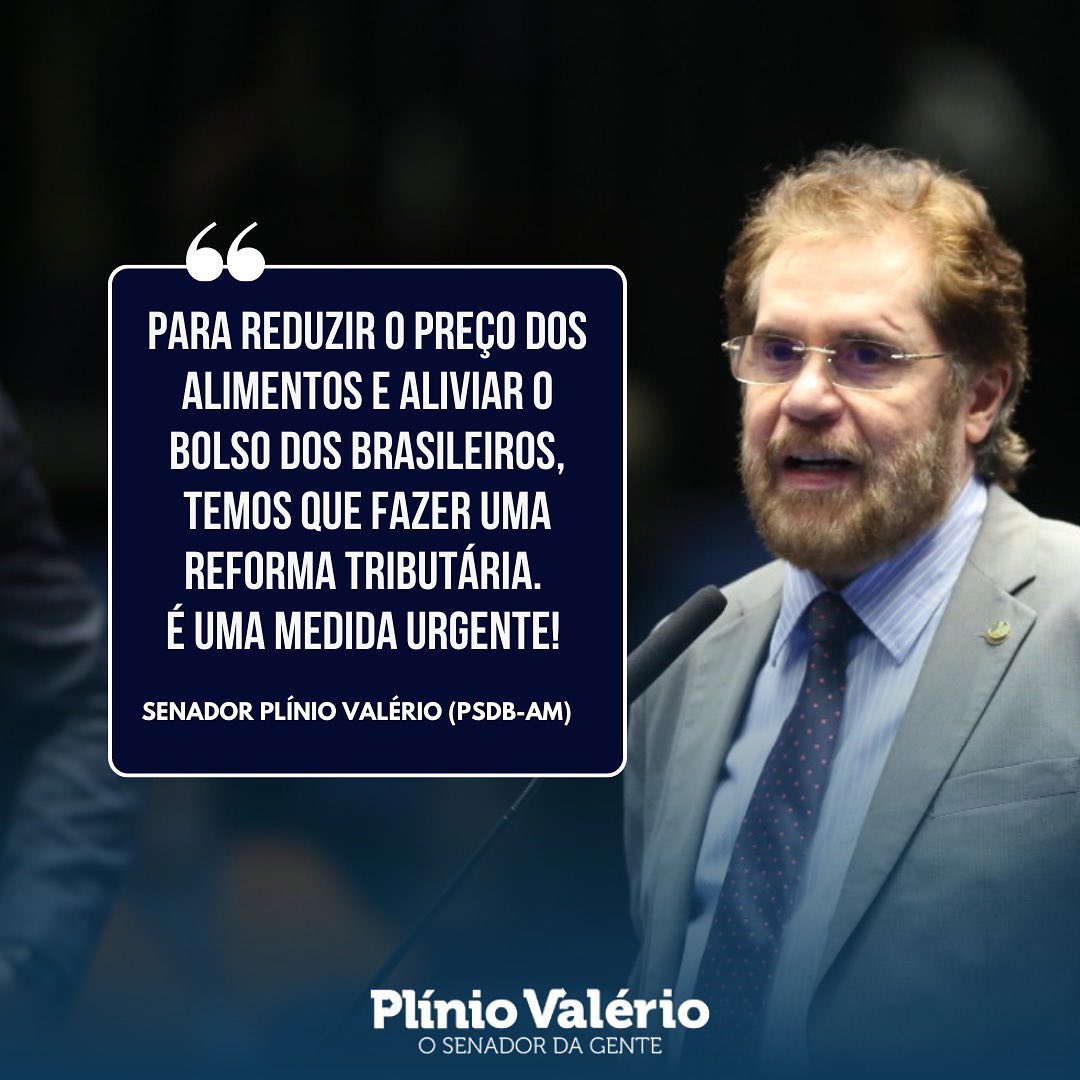 “
PARA REDUZIR O PREÇO DOS
ALIMENTOS E ALIVIAR O
BOLSO DOS BRASILEIROS,
TEMOS QUE FAZER UMA
REFORMA TRIBUTÁRIA.
É UMA MEDIDA URGENTE!
SENADOR PLÍNIO VALÉRIO (PSDB-AM)
Plínio Valério
O SENADOR DA GENTE